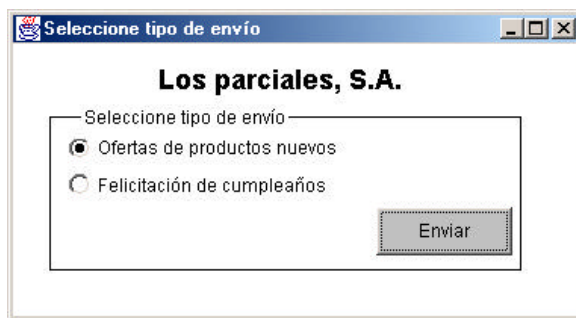 Seleccione tipo de envío
Los parciales, S.A.
Seleccione tipo de envío
Ofertas de productos nuevos
Felicitación de cumpleaños
Enviar